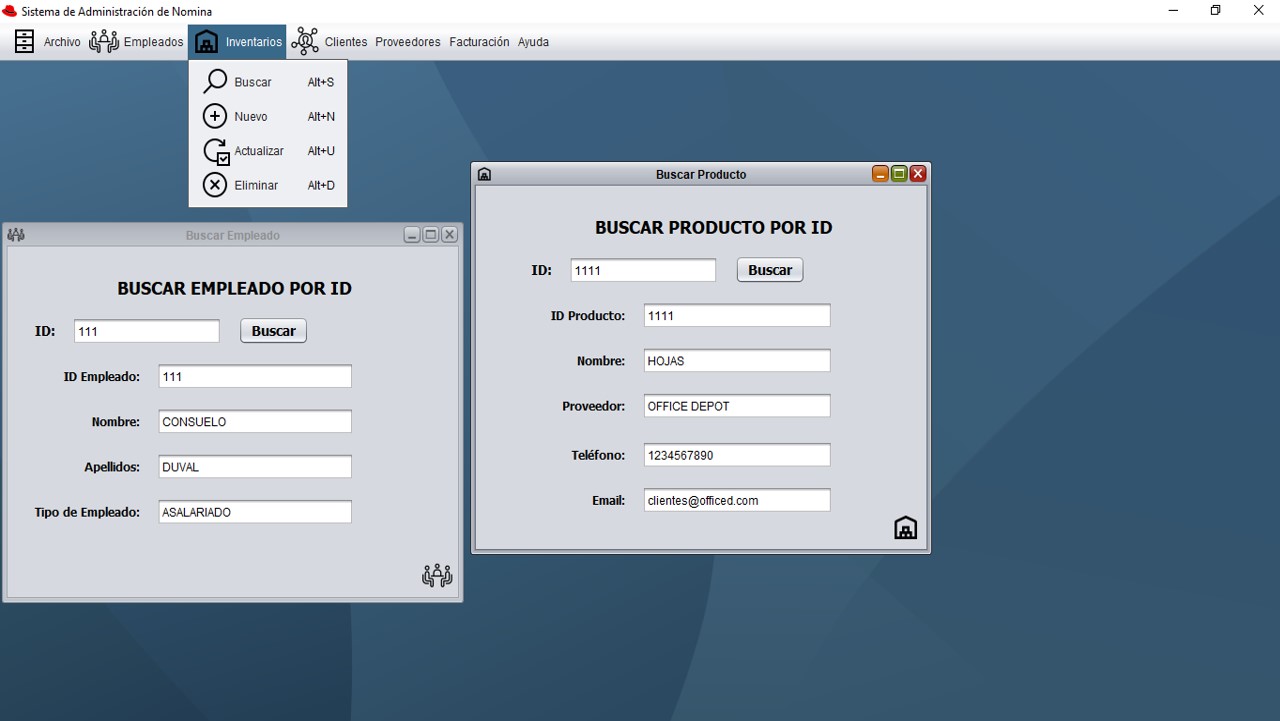 Sistema de Administración de Nomina
Archivo Empleados Inventarios Clientes Proveedores Facturación Ayuda
Buscar Alt+S
Nuevo Alt+N
Actualizar Alt+U
Eliminar Alt+D
Buscar Empleado
BUSCAR EMPLEADO POR ID
ID: 111 Buscar
ID Empleado: 111
Nombre: CONSUELO
Apellidos: DUVAL
Tipo de Empleado: ASALARIADO
Buscar Producto
BUSCAR PRODUCTO POR ID
ID: 1111 Buscar
ID Producto: 1111
Nombre: HOJAS
Proveedor: OFFICE DEPOT
Teléfono: 1234567890
Email: clientes@officed.com